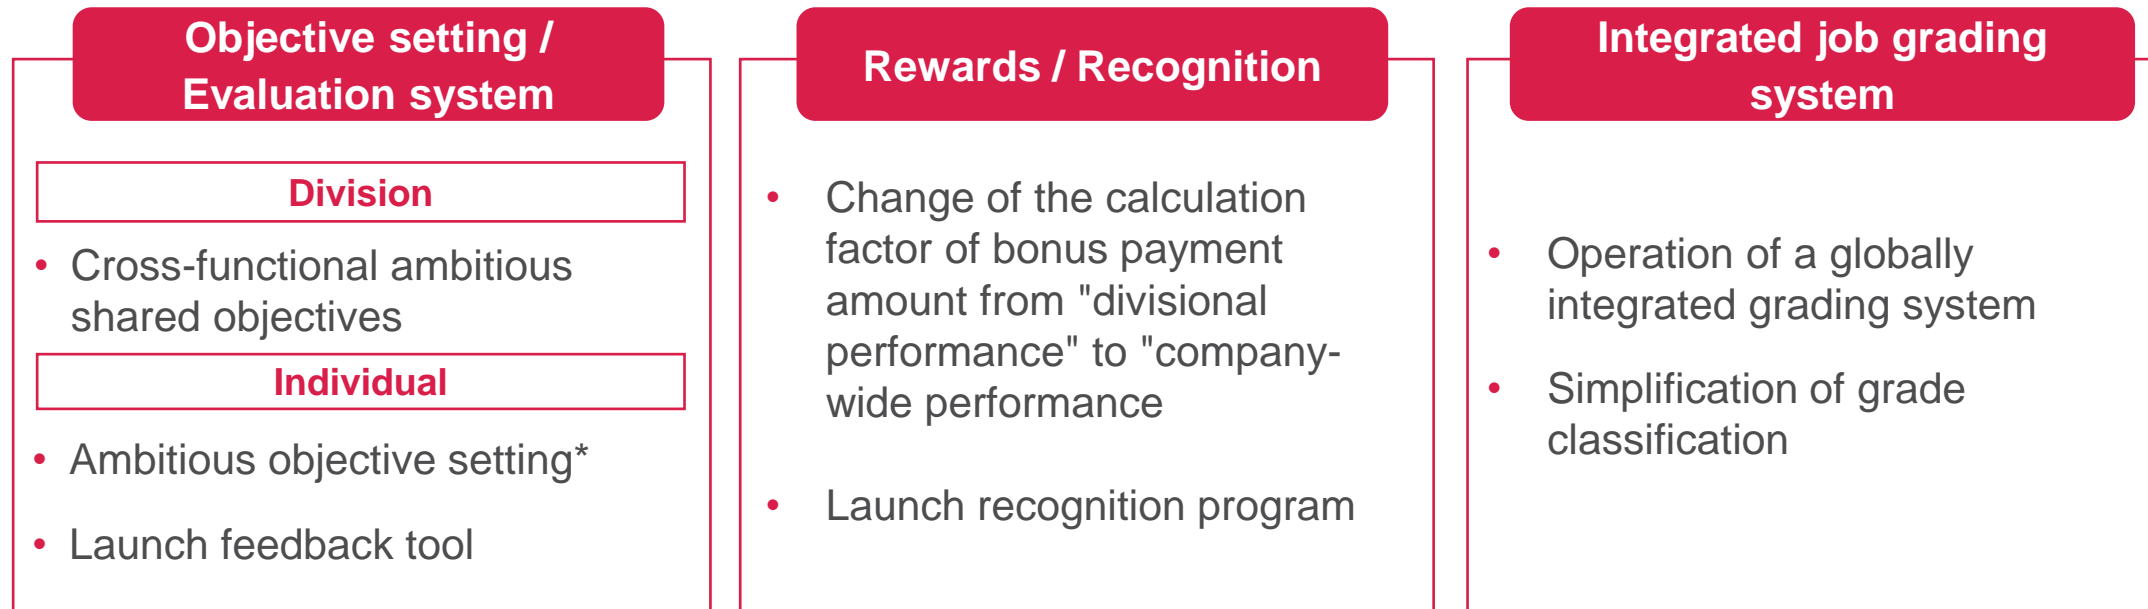 Objective setting /
Evaluation system
Division
• Cross-functional ambitious
shared objectives
Individual
• Ambitious objective setting*
• Launch feedback tool
Rewards / Recognition
• Change of the calculation
factor of bonus payment
amount from "divisional
performance" to "company-
wide performance
• Launch recognition program
Integrated job grading
system
• Operation of a globally
integrated grading system
• Simplification of grade
classification